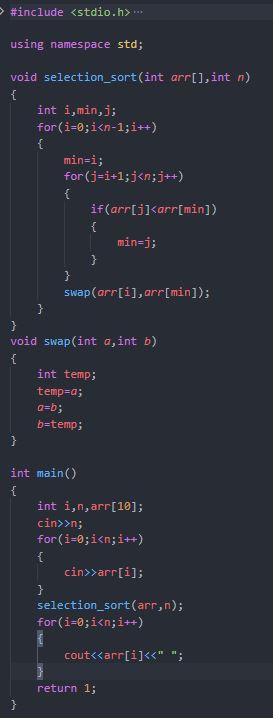 #include <stdio.h>···
using namespace std;
void selection_sort(int arr[],int n)
{
    int i,min,j;
    for(i=0;i<n-1;i++)
    {
        min=i;
        for(j=i+1;j<n;j++)
        {
            if(arr[j]<arr[min])
            {
                min=j;
            }
        }
        swap(arr[i],arr[min]);
    }
}
void swap(int a,int b)
{
    int temp;
    temp=a;
    a=b;
    b=temp;
}
int main()
{
    int i,n,arr[10];
    cin>>n;
    for(i=0;i<n;i++)
    {
        cin>>arr[i];
    }
    selection_sort(arr,n);
    for(i=0;i<n;i++)
    {
        cout<<arr[i]<<" ";
    }
    return 1;
}